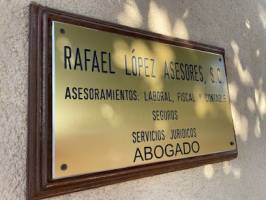 RAFAEL LÓPEZ ASESORES, S.C.
ASESORAMIENTOS: LABORAL, FISCAL Y CONTABLE
SEGUROS
SERVICIOS JURIDICOS
ABOGADO